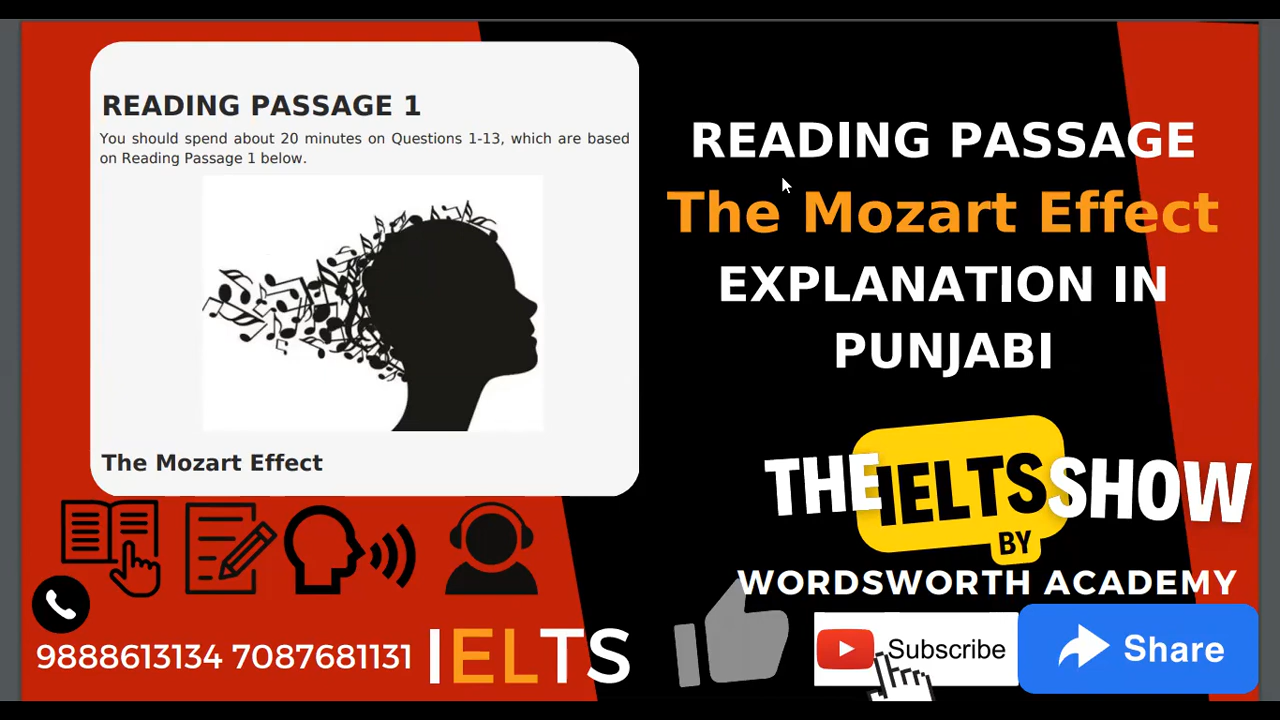 READING PASSAGE 1
You should spend about 20 minutes on Questions 1-13, which are based
on Reading Passage 1 below.
The Mozart Effect
READING PASSAGE
The Mozart Effect
EXPLANATION IN
PUNJABI
THE IELTS SHOW
BY
WORDSWORTH ACADEMY
9888613134 7087681131
IELTS
Subscribe
Share